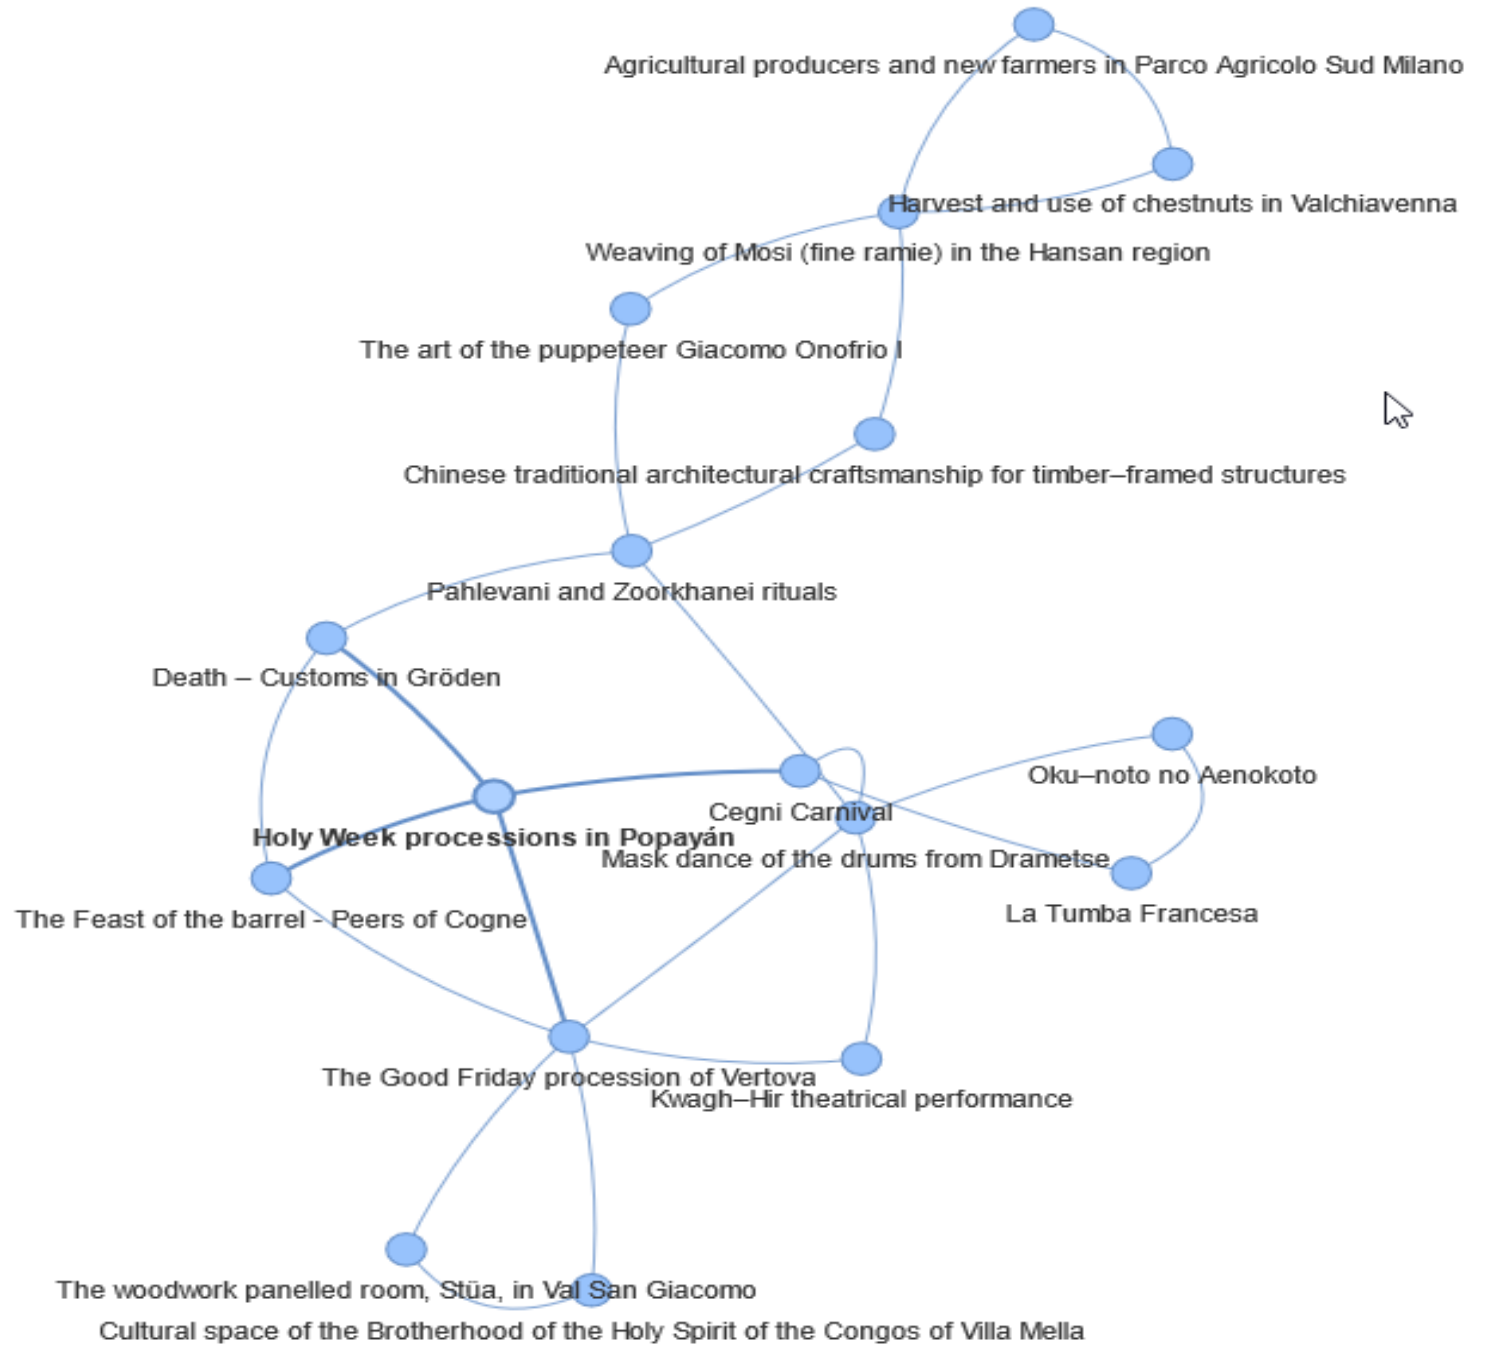 Agricultural producers and new farmers in Parco Agricolo Sud Milano
Harvest and use of chestnuts in Valchiavenna
Weaving of Mosi (fine ramie) in the Hansan region
The art of the puppeteer Giacomo Onofrio I
Chinese traditional architectural craftsmanship for timber–framed structures
Pahlevani and Zoorkhanei rituals
Death – Customs in Gröden
Oku–noto no Aenokoto
Cegni Carnival
Holy Week processions in Popayán
Mask dance of the drums from Drametse
La Tumba Francesa
The Feast of the barrel - Peers of Cogne
The Good Friday procession of Vertova
Kwagh–Hir theatrical performance
The woodwork panelled room, Stüa, in Val San Giacomo
Cultural space of the Brotherhood of the Holy Spirit of the Congos of Villa Mella